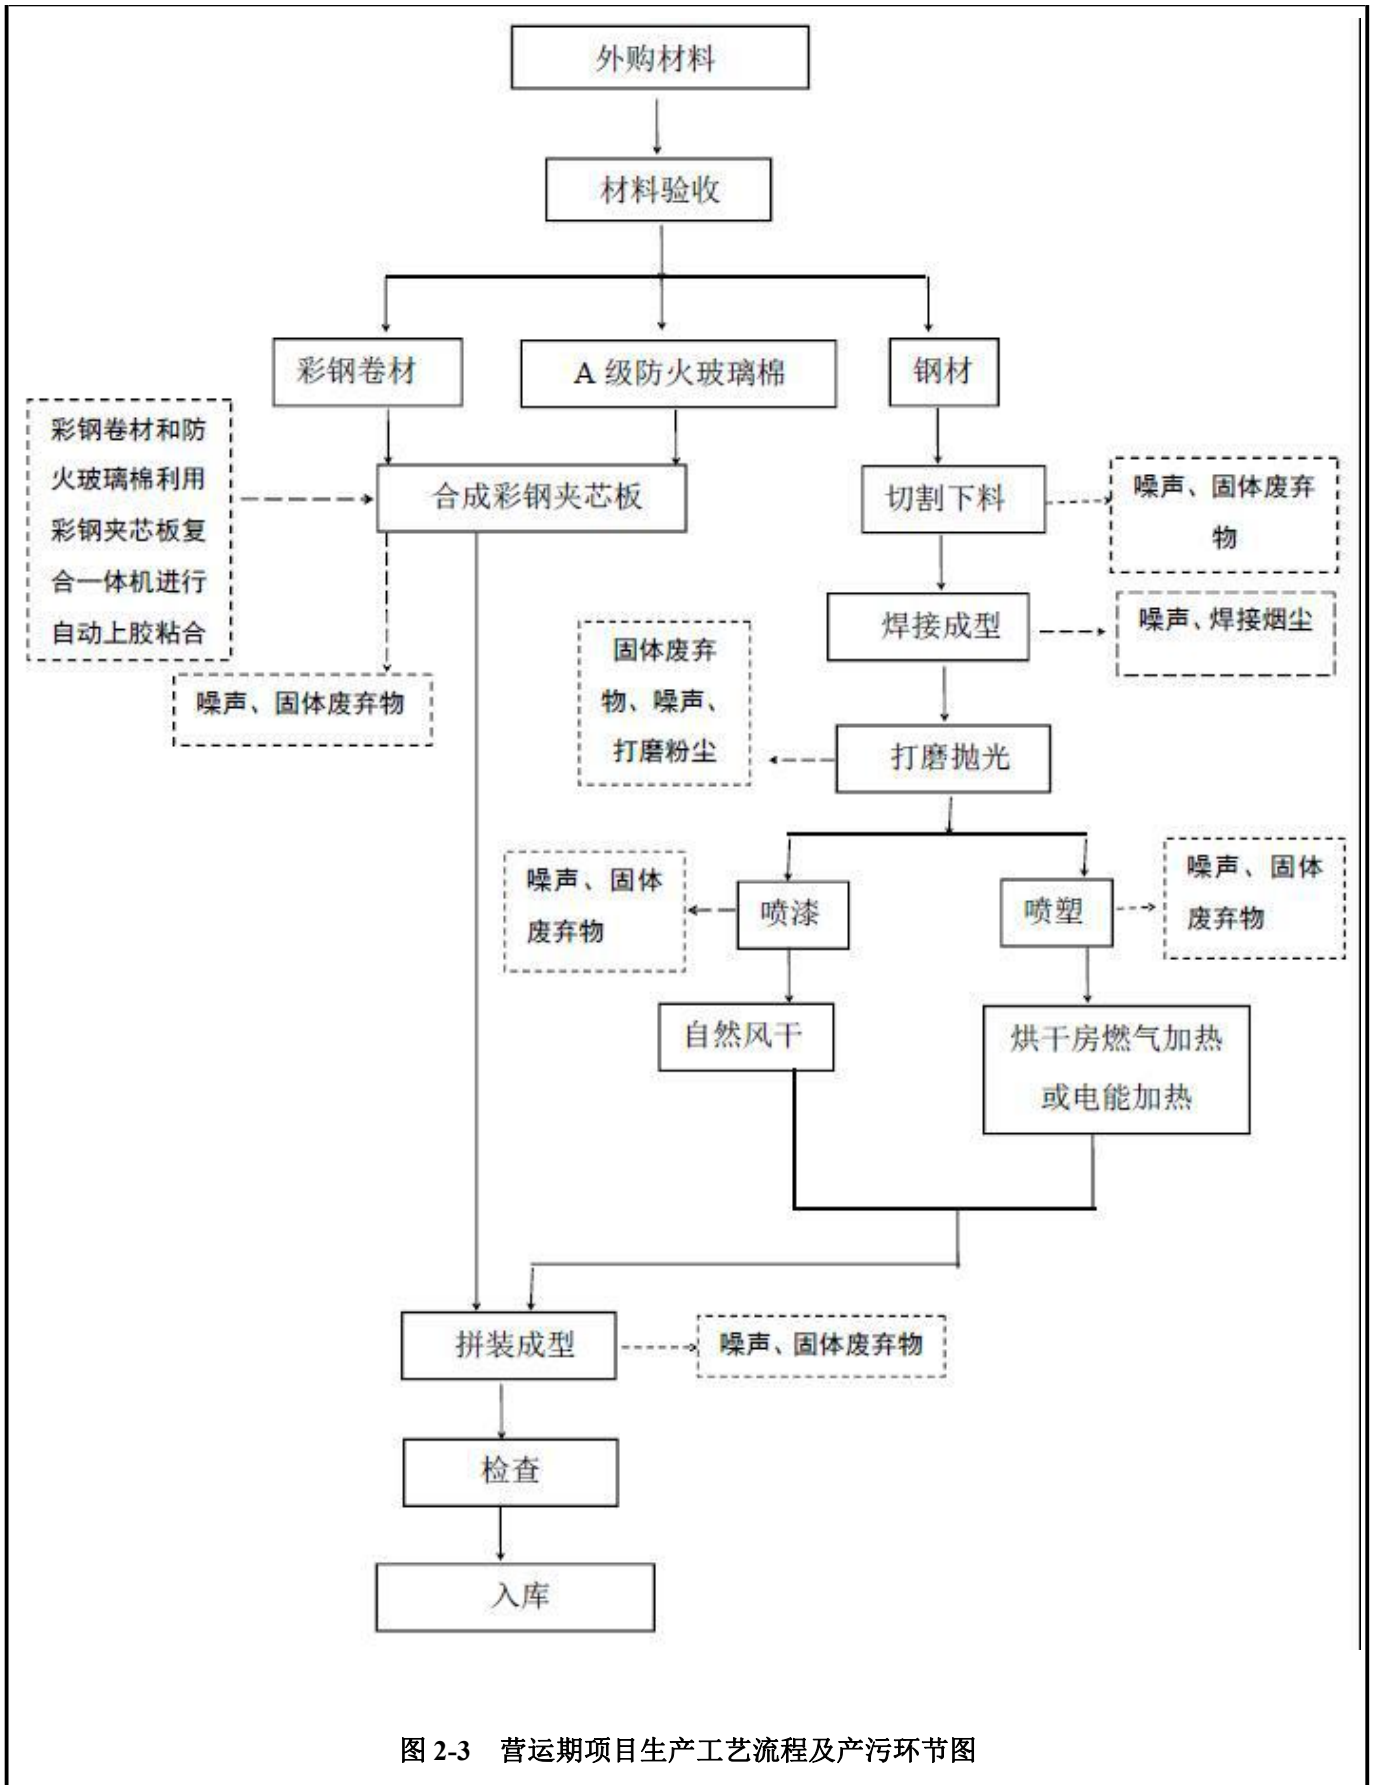 外购材料
材料验收
彩钢卷材
A 级防火玻璃棉
钢材
彩钢卷材和防
火玻璃棉利用
彩钢夹芯板复
合一体机进行
自动上胶粘合
合成彩钢夹芯板
切割下料
噪声、固体废弃
物
焊接成型
噪声、焊接烟尘
噪声、固体废弃物
固体废弃
物、噪声、
打磨粉尘
打磨抛光
噪声、固体
废弃物
喷漆
喷塑
噪声、固体
废弃物
自然风干
烘干房燃气加热
或电能加热
拼装成型
噪声、固体废弃物
检查
入库
图 2-3 营运期项目生产工艺流程及产污环节图